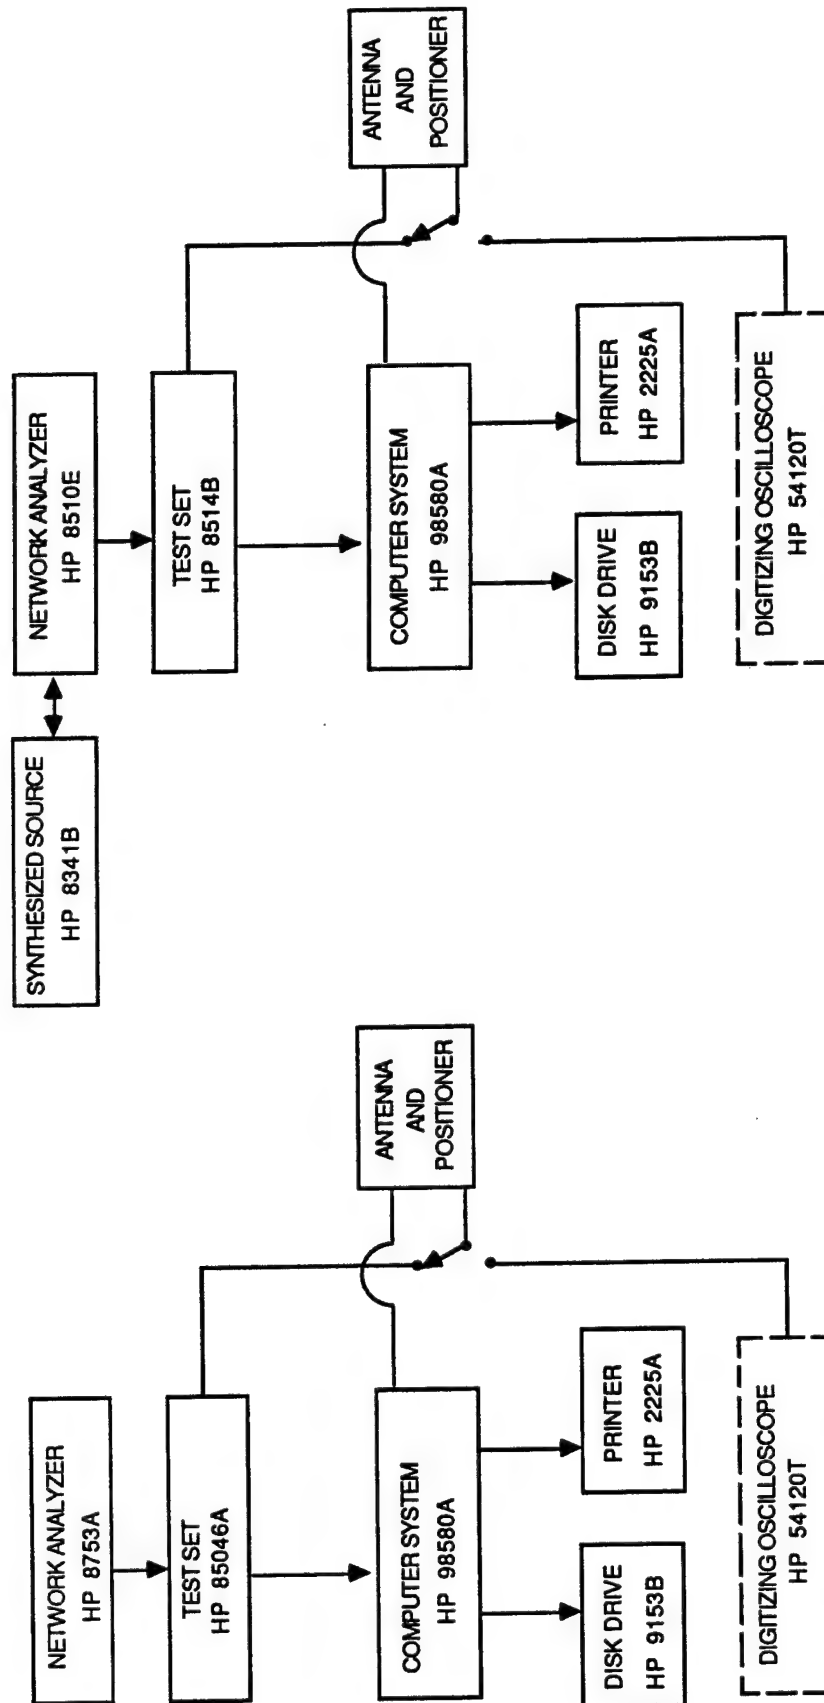 NETWORK ANALYZER
HP 8753A
TEST SET
HP 85046A
COMPUTER SYSTEM
HP 98580A
ANTENNA
AND
POSITIONER
DISK DRIVE
HP 9153B
PRINTER
HP 2225A
DIGITIZING OSCILLOSCOPE
HP 54120T
SYNTHESIZED SOURCE
HP 8341B
NETWORK ANALYZER
HP 8510E
TEST SET
HP 8514B
COMPUTER SYSTEM
HP 98580A
ANTENNA
AND
POSITIONER
DISK DRIVE
HP 9153B
PRINTER
HP 2225A
DIGITIZING OSCILLOSCOPE
HP 54120T